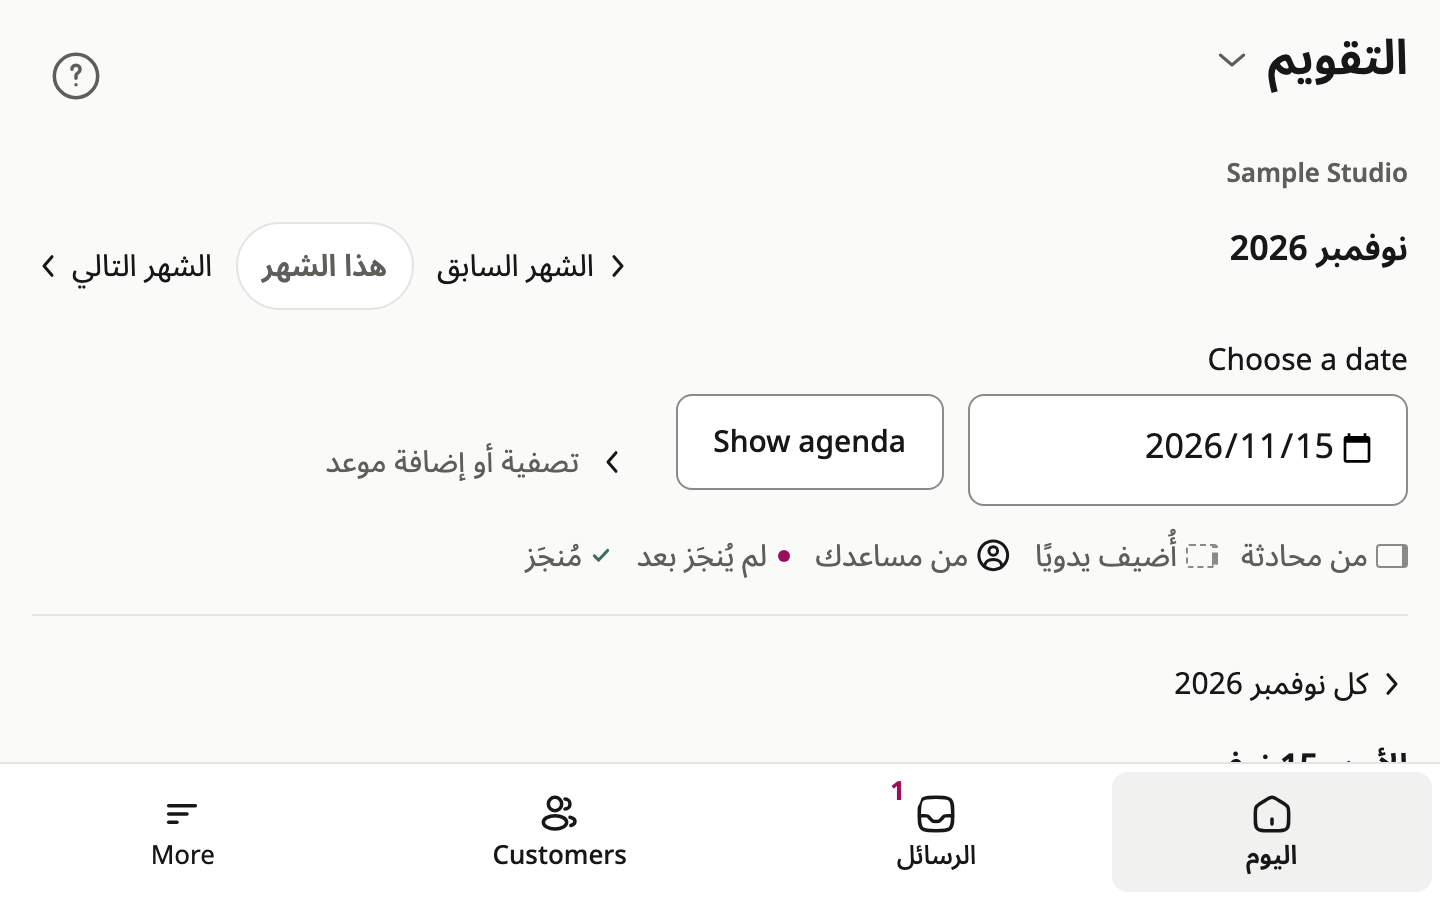 التقويم
Sample Studio
نوفمبر 2026
الشهر السابق
هذا الشهر
الشهر التالي
Choose a date
2026/11/15
Show agenda
تصفية أو إضافة موعد
من محادثة
أُضيف يدويًا
من مساعدك
لم يُنجَز بعد
مُنجَز
كل نوفمبر 2026
اليوم
1
الرسائل
Customers
More